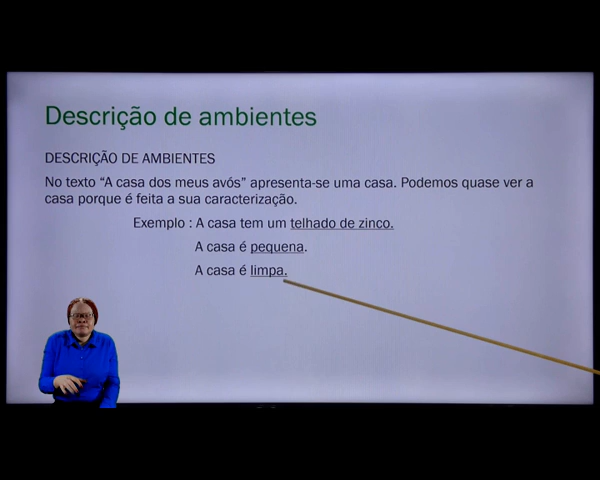 Descrição de ambientes
DESCRIÇÃO DE AMBIENTES
No texto “A casa dos meus avós” apresenta-se uma casa. Podemos quase ver a
casa porque é feita a sua caracterização.
Exemplo : A casa tem um telhado de zinco.
A casa é pequena.
A casa é limpa.